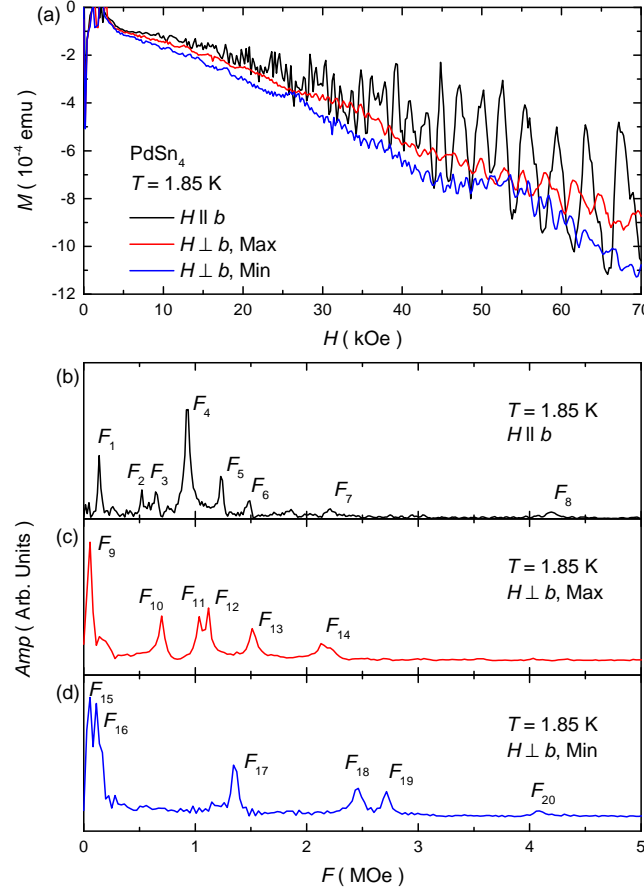 (a)
0
-2
-4
-6
-8
-10
-12
M ( 10⁻⁴ emu )
PdSn₄
T = 1.85 K
H || b
H ⊥ b, Max
H ⊥ b, Min
0 10 20 30 40 50 60 70
H ( kOe )
(b)
F₁
F₂
F₃
F₄
F₅
F₆
F₇
F₈
T = 1.85 K
H || b
(c)
F₉
F₁₀
F₁₁
F₁₂
F₁₃
F₁₄
T = 1.85 K
H ⊥ b, Max
Amp ( Arb. Units )
(d)
F₁₅
F₁₆
F₁₇
F₁₈
F₁₉
F₂₀
T = 1.85 K
H ⊥ b, Min
0 1 2 3 4 5
F ( MOe )